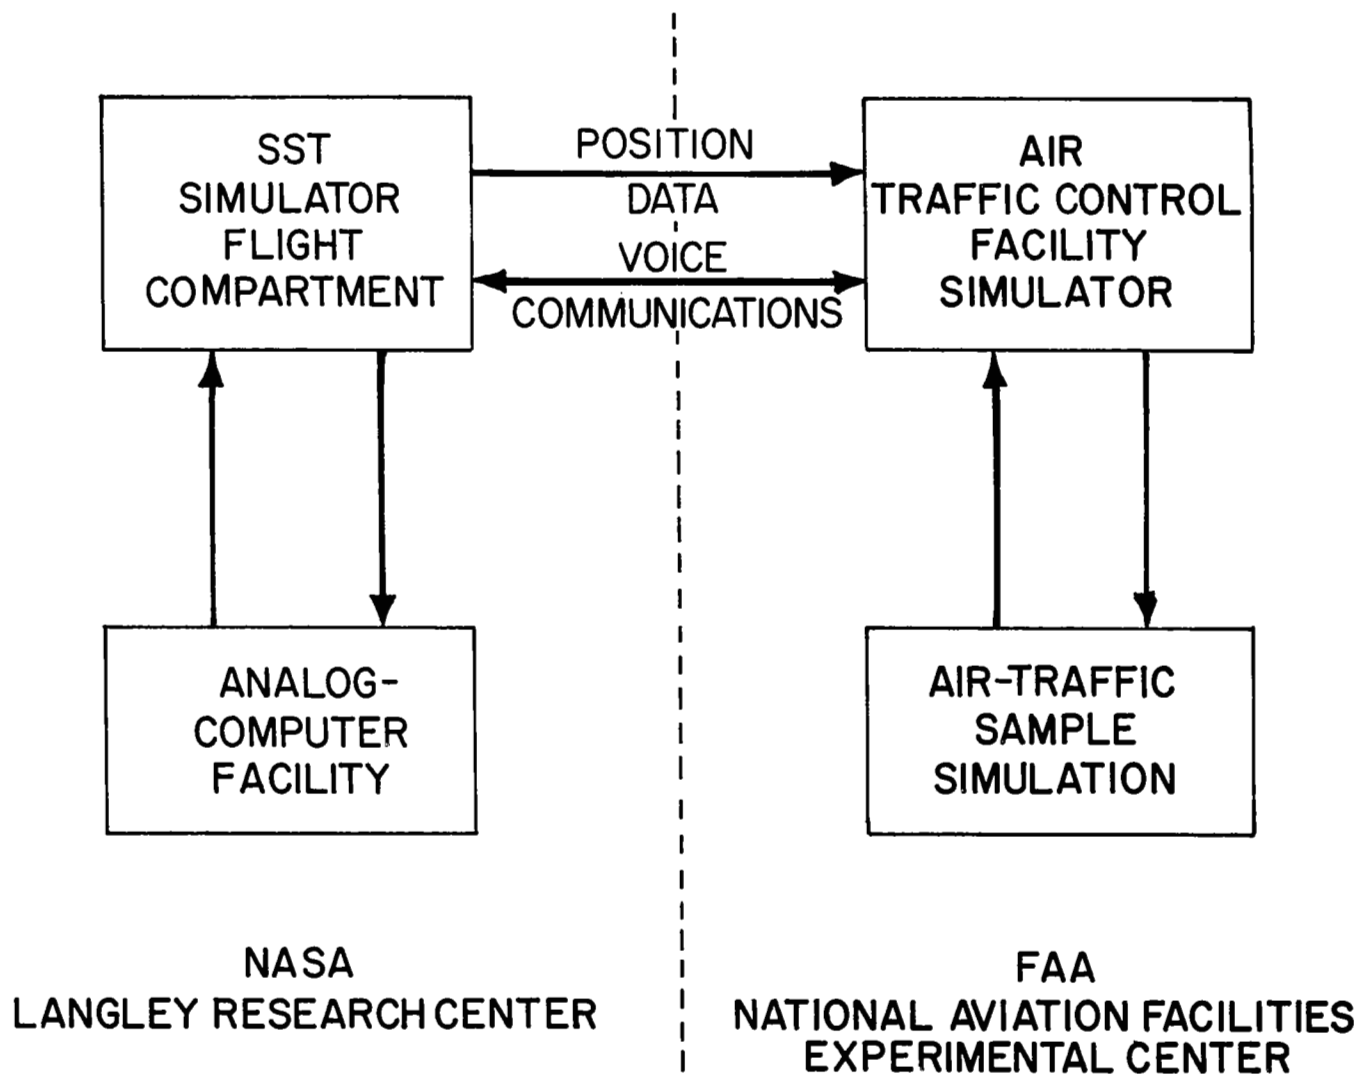 SST
SIMULATOR
FLIGHT
COMPARTMENT
POSITION
DATA
VOICE
COMMUNICATIONS
AIR
TRAFFIC CONTROL
FACILITY
SIMULATOR
ANALOG-
COMPUTER
FACILITY
AIR-TRAFFIC
SAMPLE
SIMULATION
NASA
LANGLEY RESEARCH CENTER
FAA
NATIONAL AVIATION FACILITIES
EXPERIMENTAL CENTER